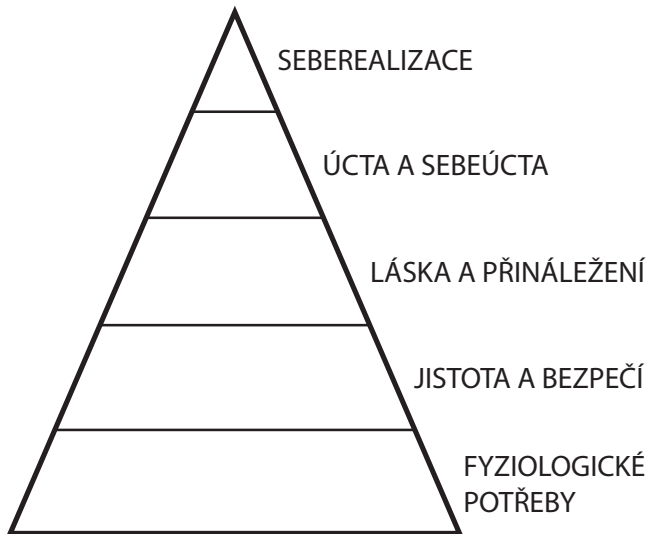 SEBEREALIZACE
ÚCTA A SEBEÚCTA
LÁSKA A PŘINÁLEŽENÍ
JISTOTA A BEZPEČÍ
FYZIOLOGICKÉ
POTŘEBY